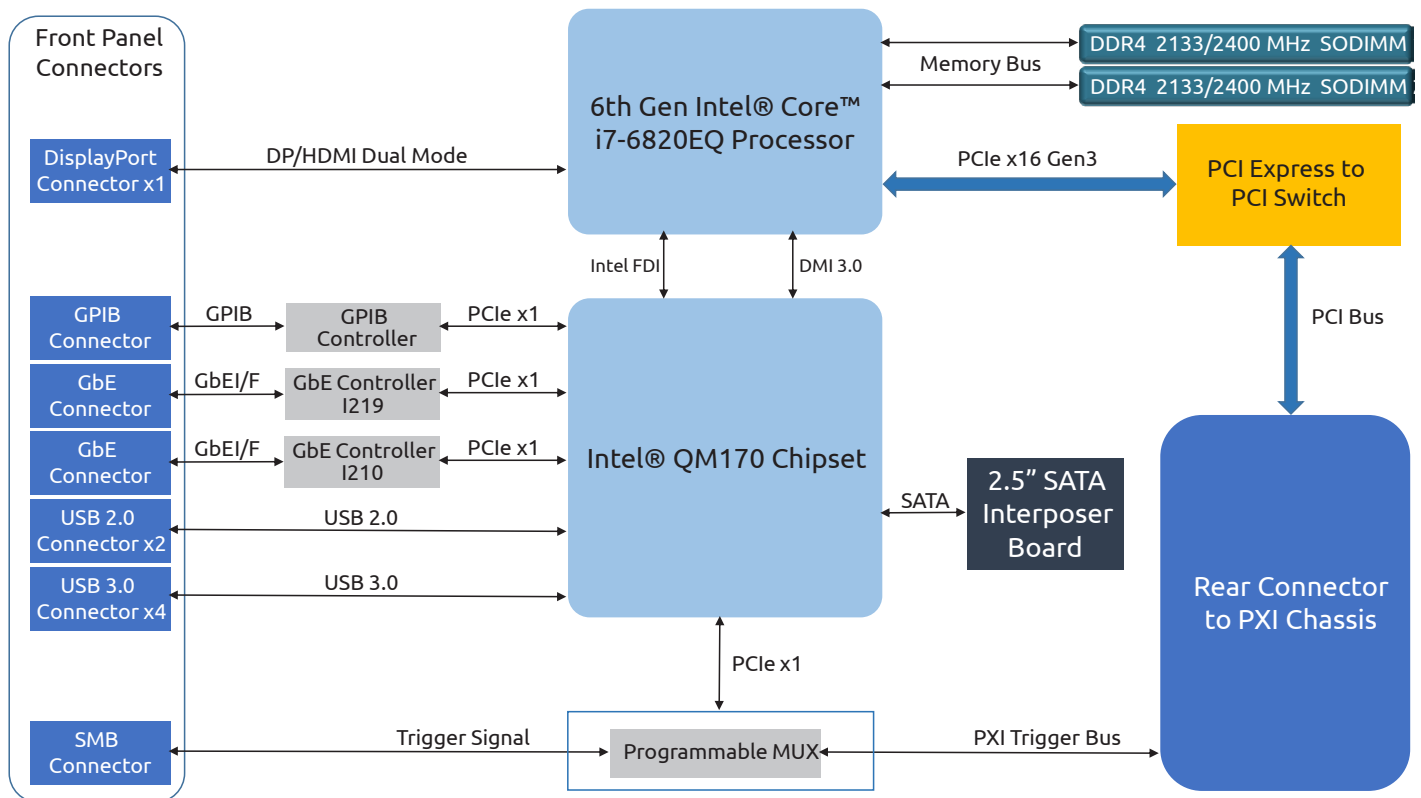 Front Panel
Connectors
DisplayPort
Connector x1
GPIB
Connector
GbE
Connector
GbE
Connector
USB 2.0
Connector x2
USB 3.0
Connector x4
SMB
Connector
DP/HDMI Dual Mode
GPIB
GPIB
Controller
PCIe x1
GbEI/F
GbE Controller
I219
PCIe x1
GbEI/F
GbE Controller
I210
PCIe x1
USB 2.0
USB 3.0
Trigger Signal
6th Gen Intel® Core™
i7-6820EQ Processor
Intel FDI
DMI 3.0
Intel® QM170 Chipset
PCIe x1
Programmable MUX
Memory Bus
DDR4 2133/2400 MHz SODIMM
DDR4 2133/2400 MHz SODIMM
PCIe x16 Gen3
PCI Express to
PCI Switch
PCI Bus
SATA
2.5” SATA
Interposer
Board
Rear Connector
to PXI Chassis
PXI Trigger Bus